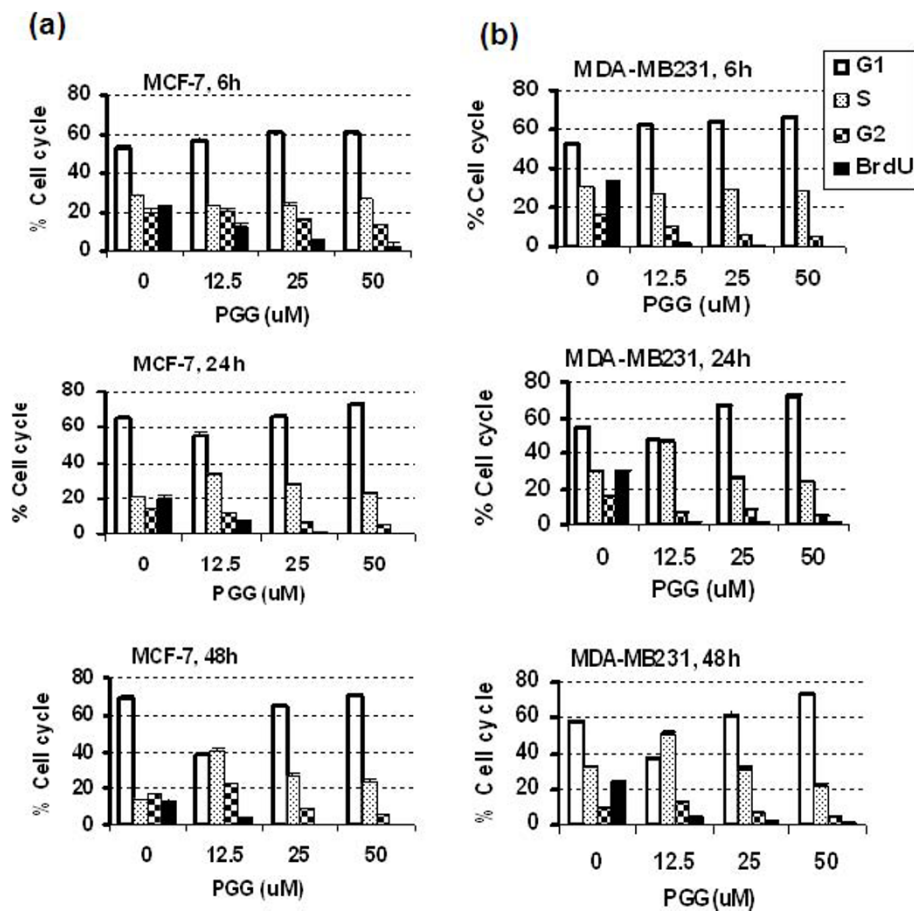 (a)
(b)
MCF-7, 6h
80
60
40
20
0
% Cell cycle
0 12.5 25 50
PGG (uM)
MDA-MB231, 6h
80
60
40
20
0
% Cell cycle
0 12.5 25 50
PGG (uM)
G1
S
G2
BrdU
MCF-7, 24h
80
60
40
20
0
% Cell cycle
0 12.5 25 50
PGG (uM)
MDA-MB231, 24h
80
60
40
20
0
% Cell cycle
0 12.5 25 50
PGG (uM)
MCF-7, 48h
80
60
40
20
0
% Cell cycle
0 12.5 25 50
PGG (uM)
MDA-MB231, 48h
80
60
40
20
0
% Cell cycle
0 12.5 25 50
PGG (uM)